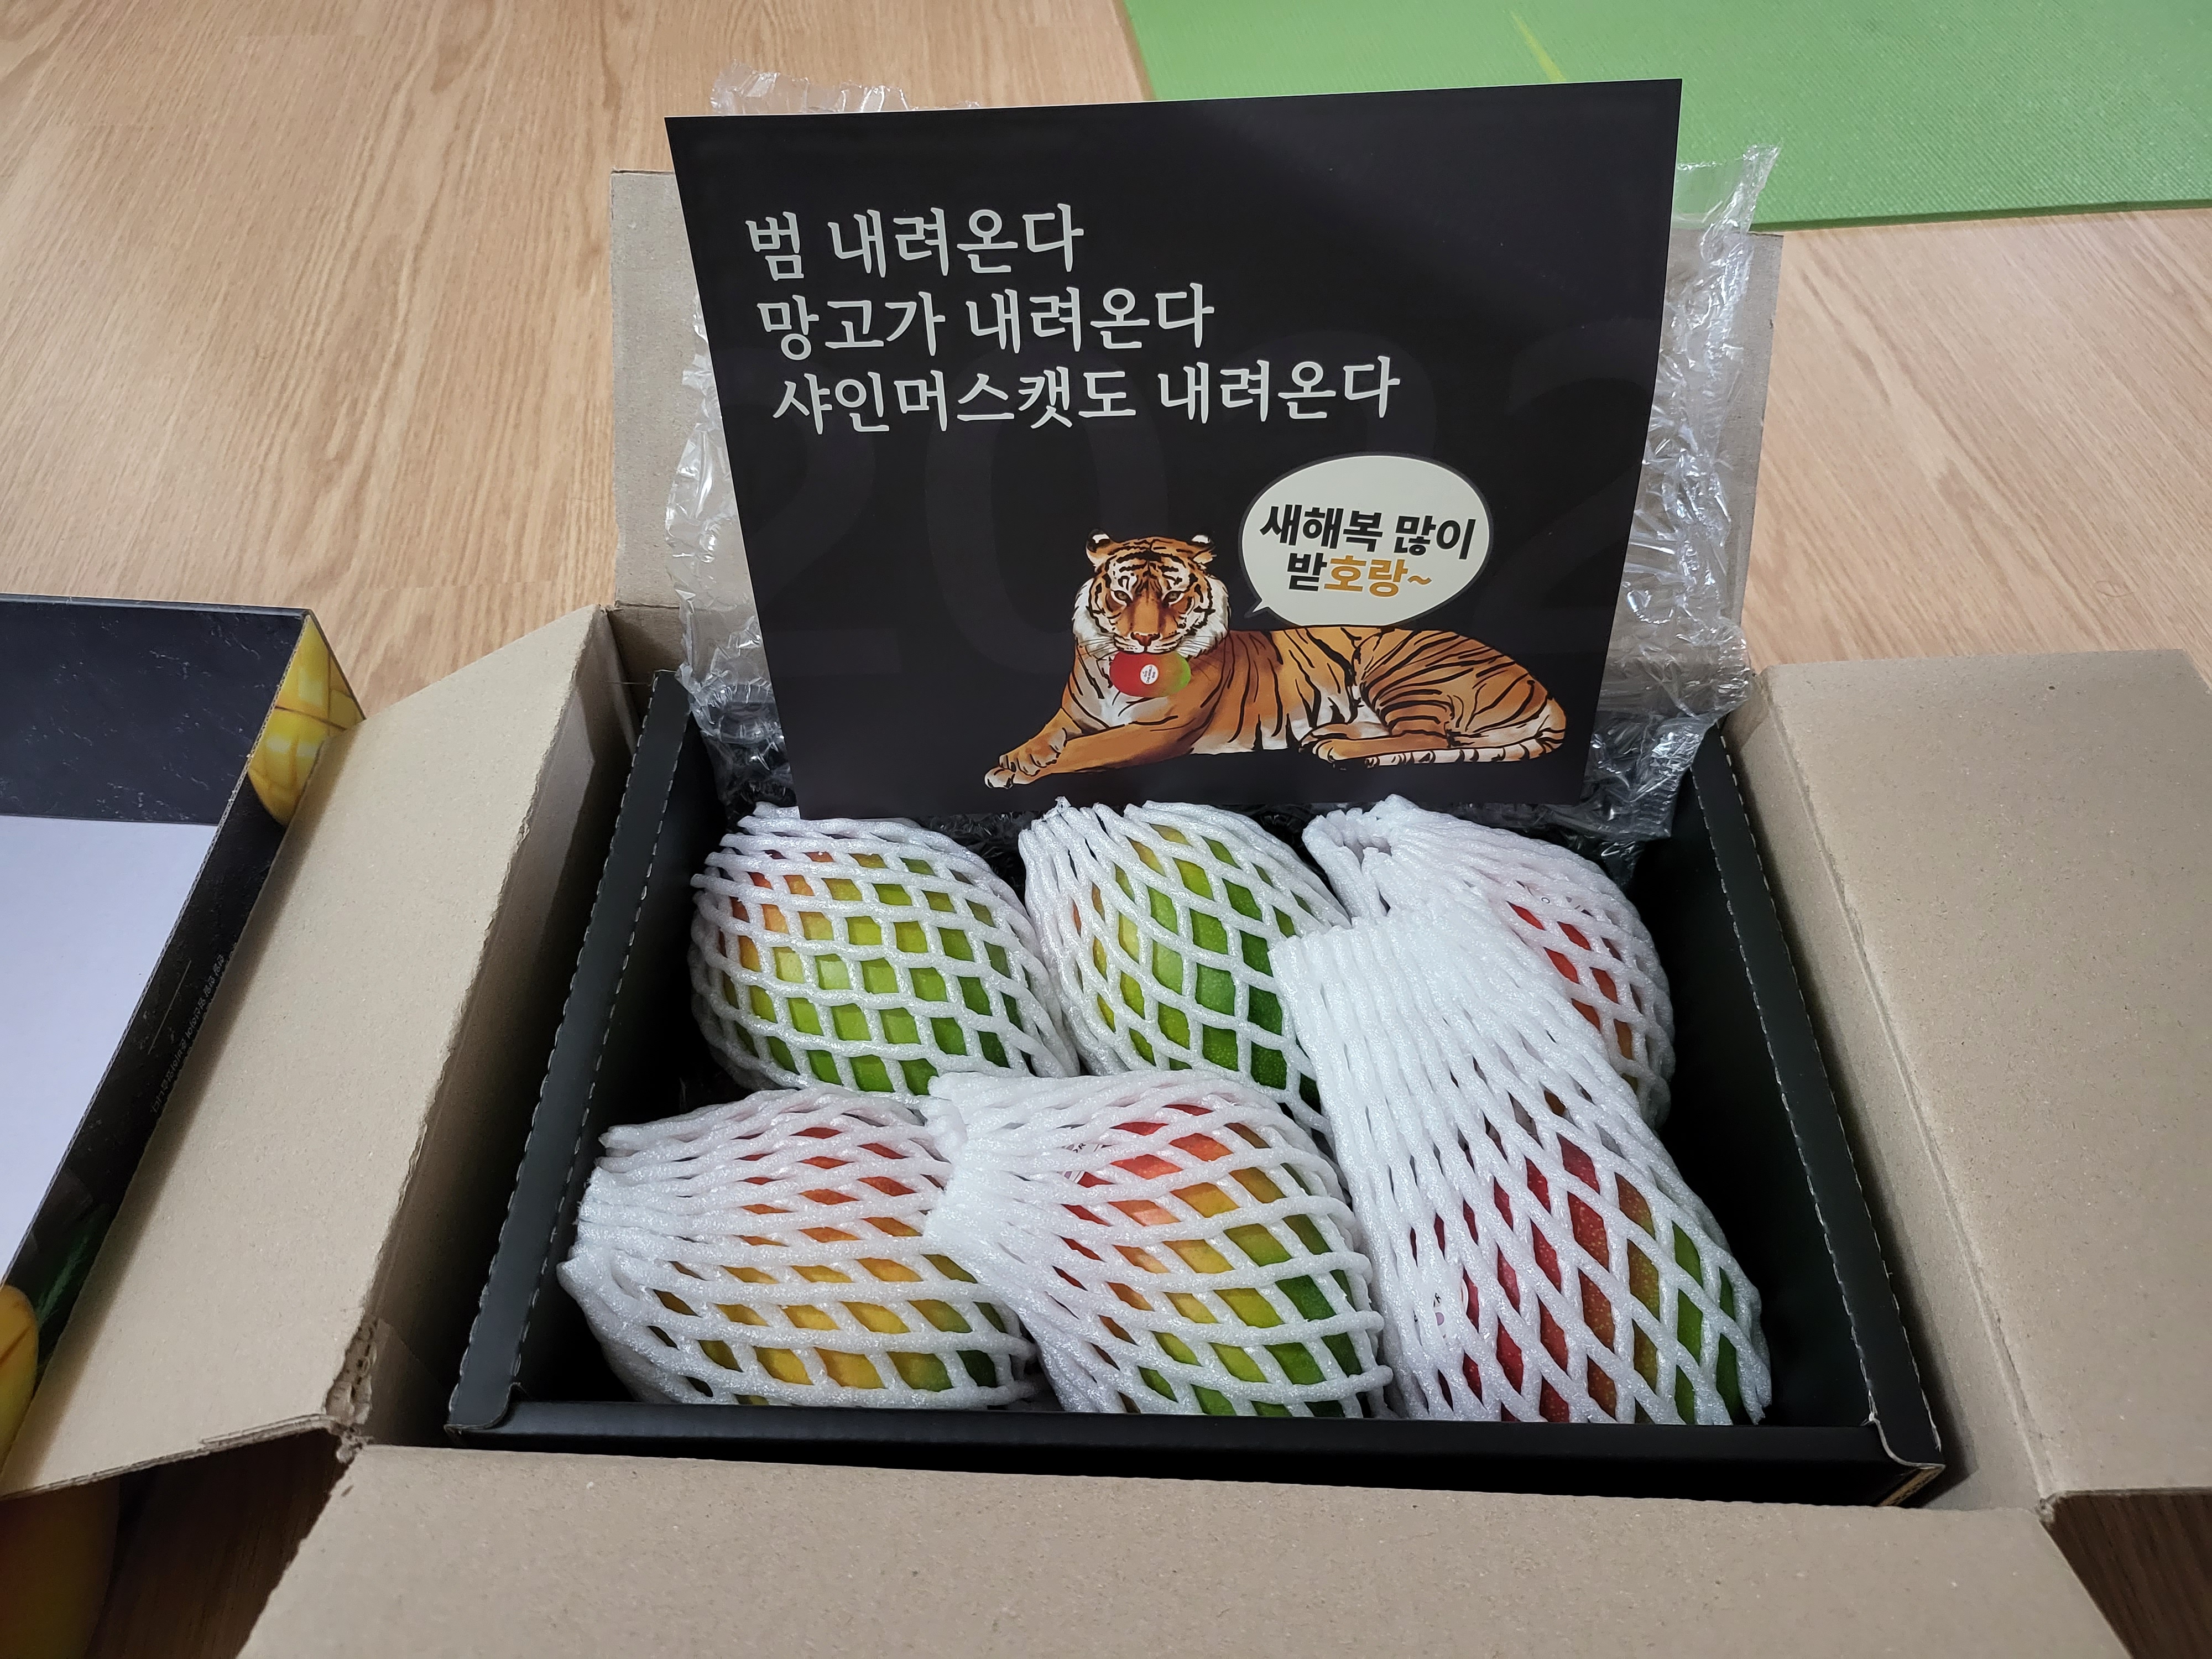 범 내려온다
망고가 내려온다
샤인머스캣도 내려온다
2022
새해복 많이
받호랑~